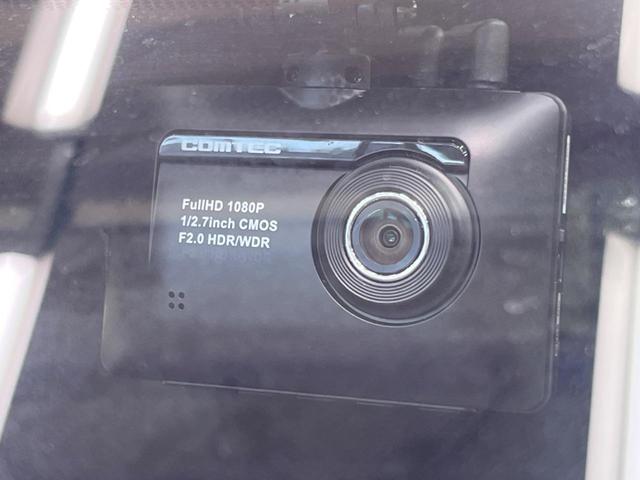 COMTEC
FullHD 1080P
1/2.7inch CMOS
F2.0 HDR/WDR